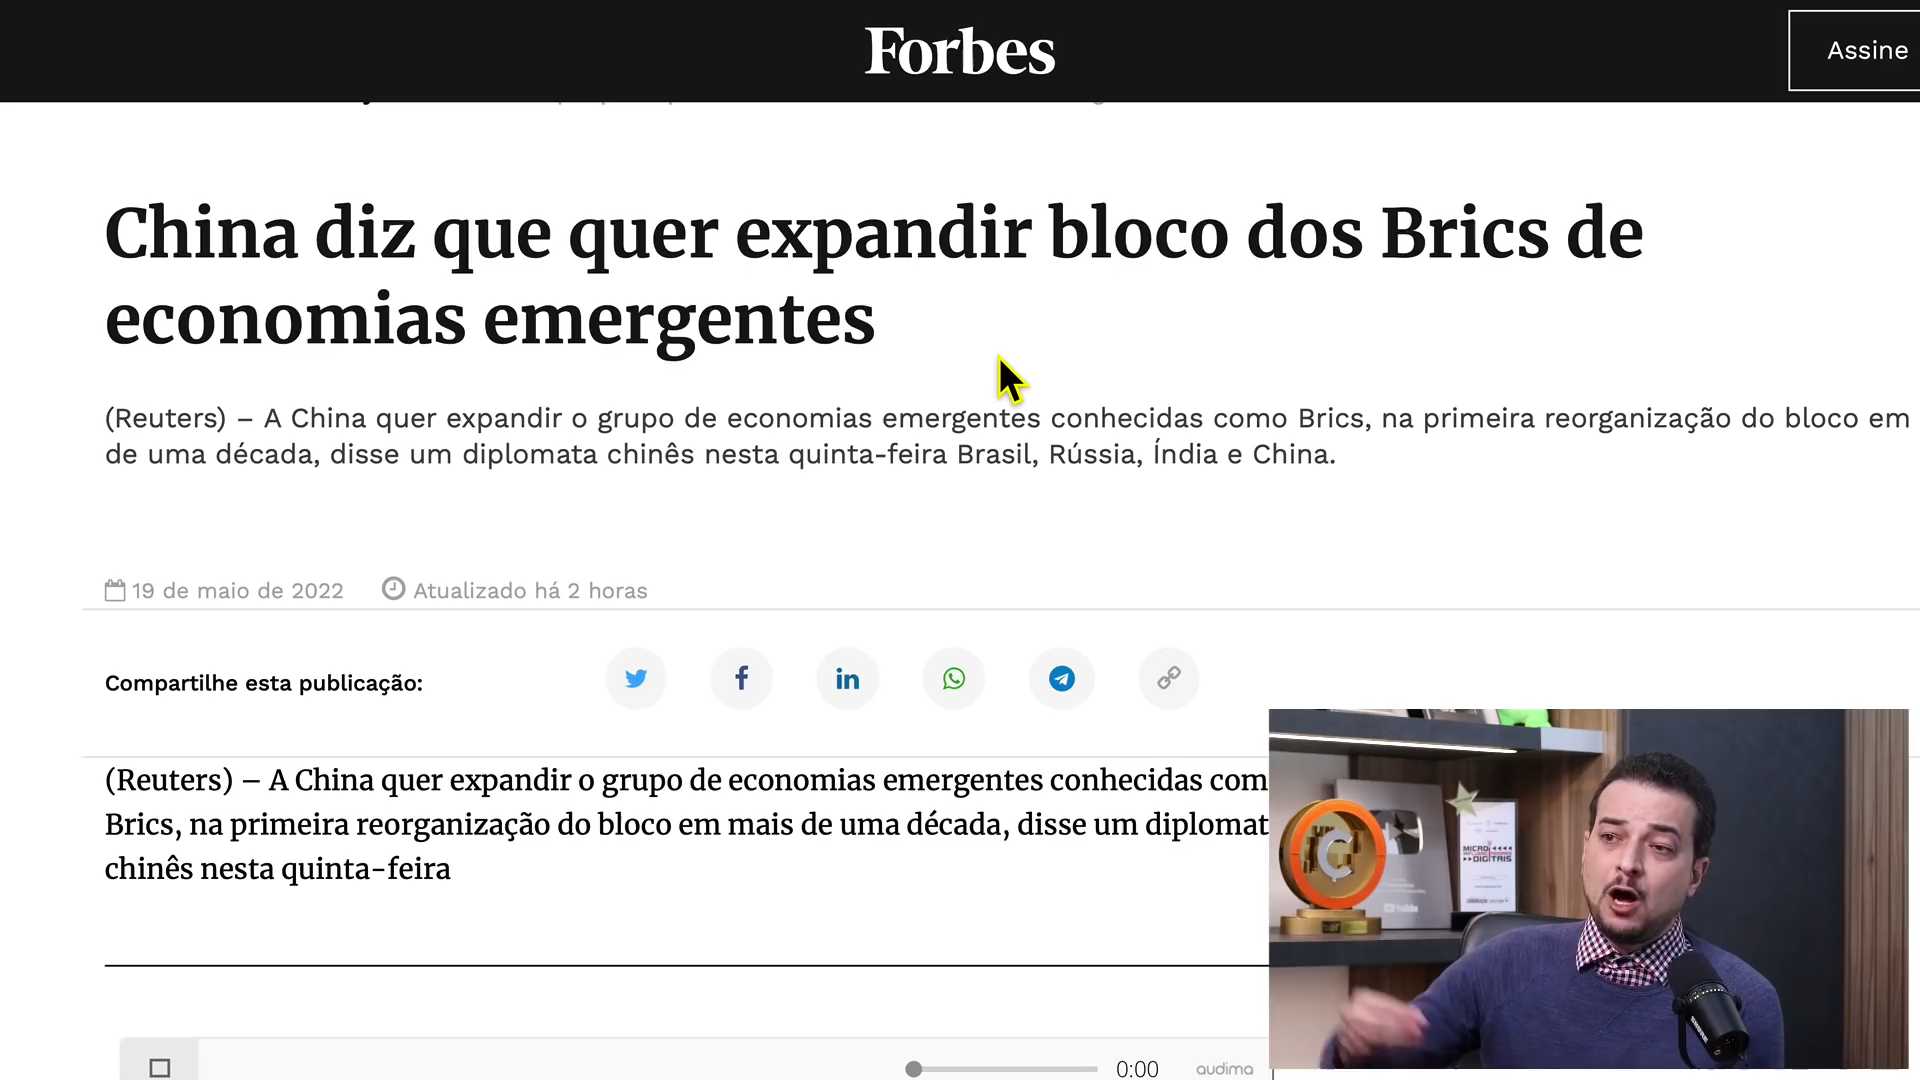 Forbes
Assine
China diz que quer expandir bloco dos Brics de
economias emergentes
(Reuters) – A China quer expandir o grupo de economias emergentes conhecidas como Brics, na primeira reorganização do bloco em
de uma década, disse um diplomata chinês nesta quinta-feira Brasil, Rússia, Índia e China.
19 de maio de 2022 Atualizado há 2 horas
Compartilhe esta publicação:
(Reuters) – A China quer expandir o grupo de economias emergentes conhecidas com
Brics, na primeira reorganização do bloco em mais de uma década, disse um diplomat
chinês nesta quinta-feira
MICRO
DIGITAIS
YouTube
0:00
audima